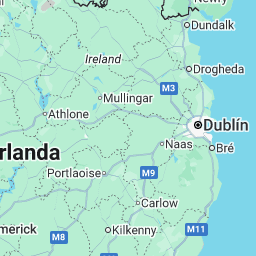 Newry
Dundalk
Ireland
Drogheda
M3
Mullingar
Athlone
Dublín
rlanda
Naas
Bré
Portlaoise
M9
Carlow
merick
M8
Kilkenny
M11